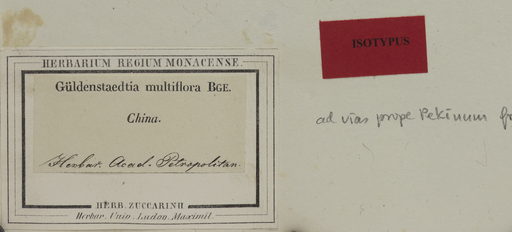 HERBARIUM REGIUM MONACENSE.
Güldenstaedtia multiflora BGE.
China.
Herbar. Acad. Petropolitan.
HERB. ZUCCARINII
Herbar. Univ. Ludov. Maximil.
ISOTYPUS
ad vias prope Pekinum